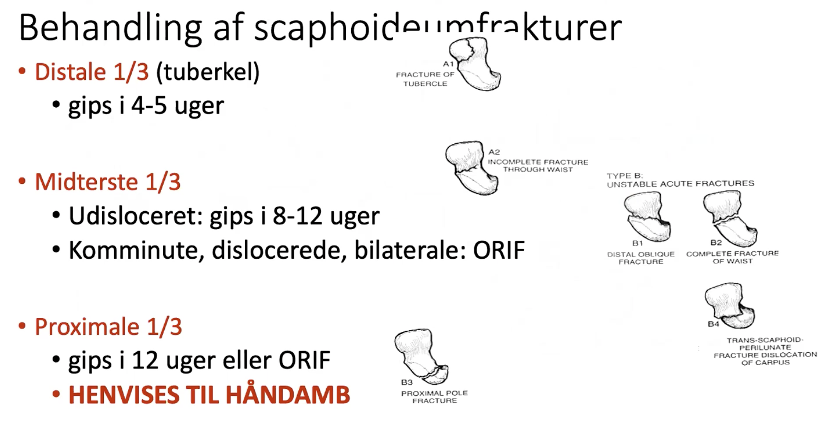 Behandling af scaphoideumfrakturer
• Distale 1/3 (tuberkel)
• gips i 4-5 uger
A1
FRACTURE OF
TUBERCLE
• Midterste 1/3
• Udisloceret: gips i 8-12 uger
• Komminute, dislocerede, bilaterale: ORIF
A2
INCOMPLETE FRACTURE
THROUGH WAIST
TYPE B:
UNSTABLE ACUTE FRACTURES
B1
DISTAL OBLIQUE
FRACTURE
B2
COMPLETE FRACTURE
OF WAIST
• Proximale 1/3
• gips i 12 uger eller ORIF
• HENVISES TIL HÅNDAMB
B3
PROXIMAL POLE
FRACTURE
B4
TRANS-SCAPHOID-
PERILUNATE
FRACTURE DISLOCATION
OF CARPUS